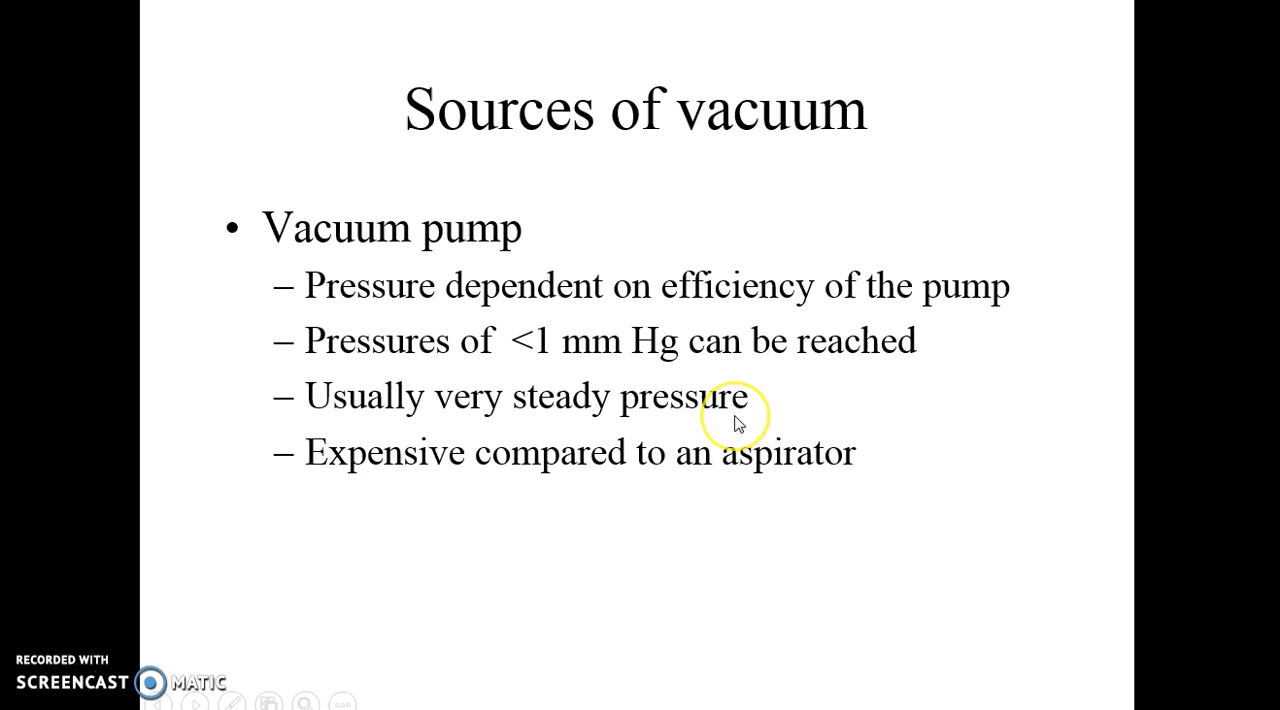 Sources of vacuum
• Vacuum pump
– Pressure dependent on efficiency of the pump
– Pressures of <1 mm Hg can be reached
– Usually very steady pressure
– Expensive compared to an aspirator
RECORDED WITH
SCREENCAST MATIC